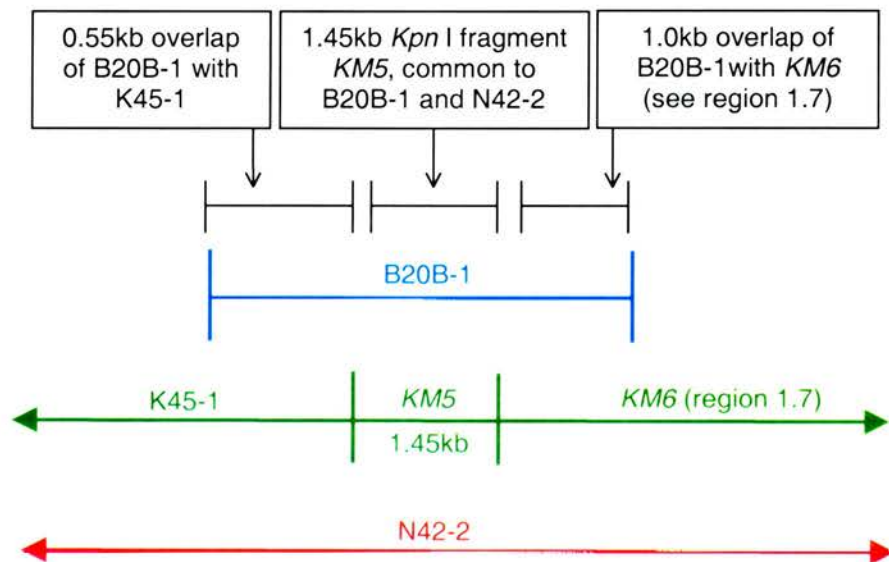 0.55kb overlap
of B20B-1 with
K45-1
1.45kb Kpn I fragment
KM5, common to
B20B-1 and N42-2
1.0kb overlap of
B20B-1with KM6
(see region 1.7)
B20B-1
K45-1
KM5
KM6 (region 1.7)
1.45kb
N42-2